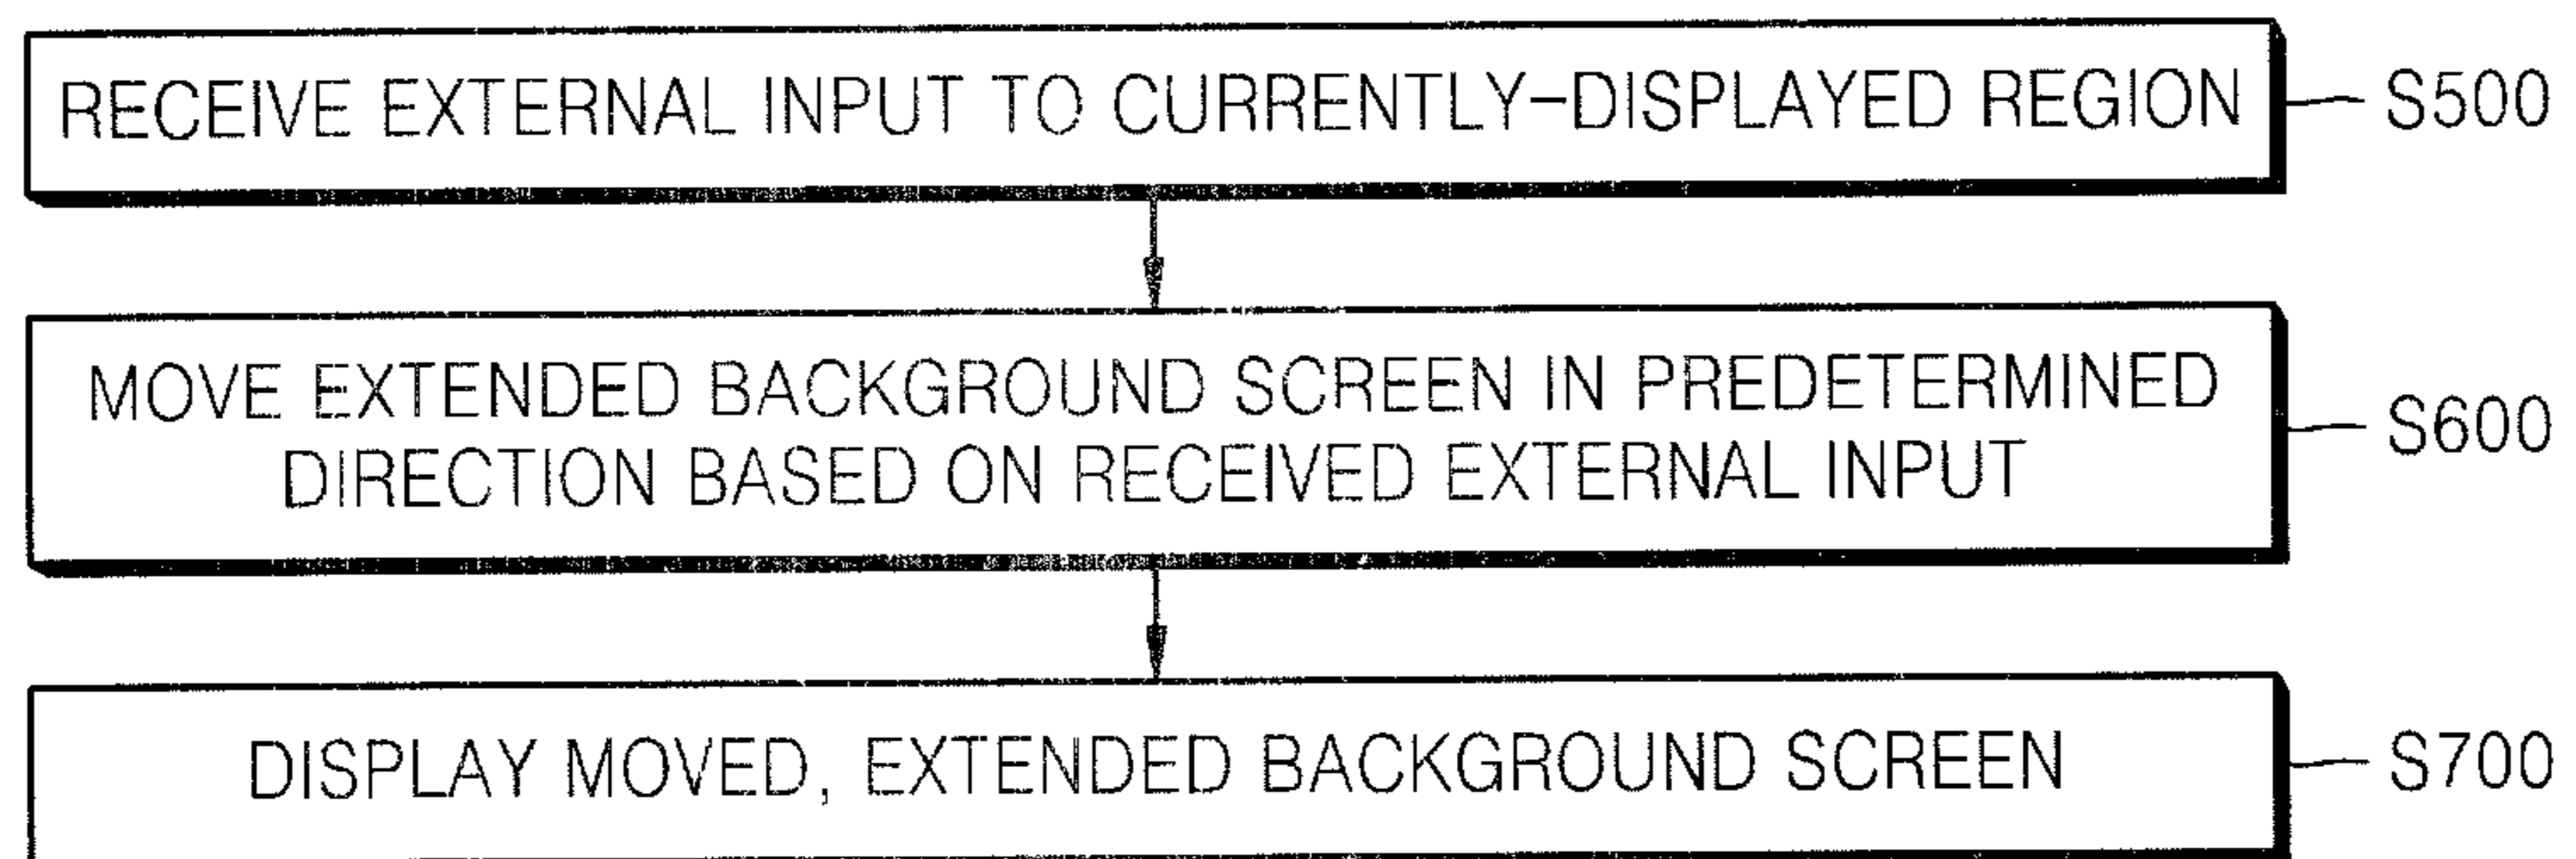 RECEIVE EXTERNAL INPUT TO CURRENTLY-DISPLAYED REGION
S500
MOVE EXTENDED BACKGROUND SCREEN IN PREDETERMINED
DIRECTION BASED ON RECEIVED EXTERNAL INPUT
S600
DISPLAY MOVED, EXTENDED BACKGROUND SCREEN
S700